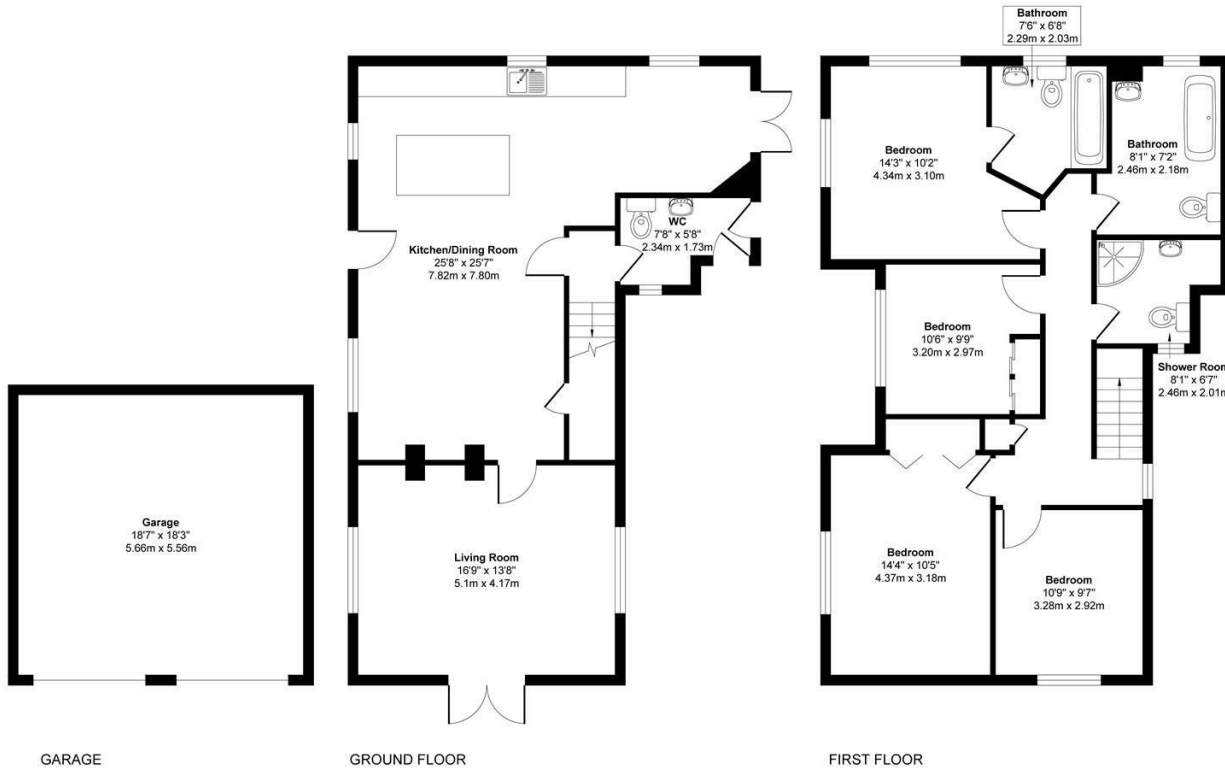 Bathroom
7'6" x 6'8"
2.29m x 2.03m
Bedroom
14'3" x 10'2"
4.34m x 3.10m
Bathroom
8'1" x 7'2"
2.46m x 2.18m
WC
7'8" x 5'8"
2.34m x 1.73m
Kitchen/Dining Room
25'8" x 25'7"
7.82m x 7.80m
Bedroom
10'6" x 9'9"
3.20m x 2.97m
Shower Room
8'1" x 6'7"
2.46m x 2.01m
Garage
18'7" x 18'3"
5.66m x 5.56m
Living Room
16'9" x 13'8"
5.1m x 4.17m
Bedroom
14'4" x 10'5"
4.37m x 3.18m
Bedroom
10'9" x 9'7"
3.28m x 2.92m
GARAGE
GROUND FLOOR
FIRST FLOOR